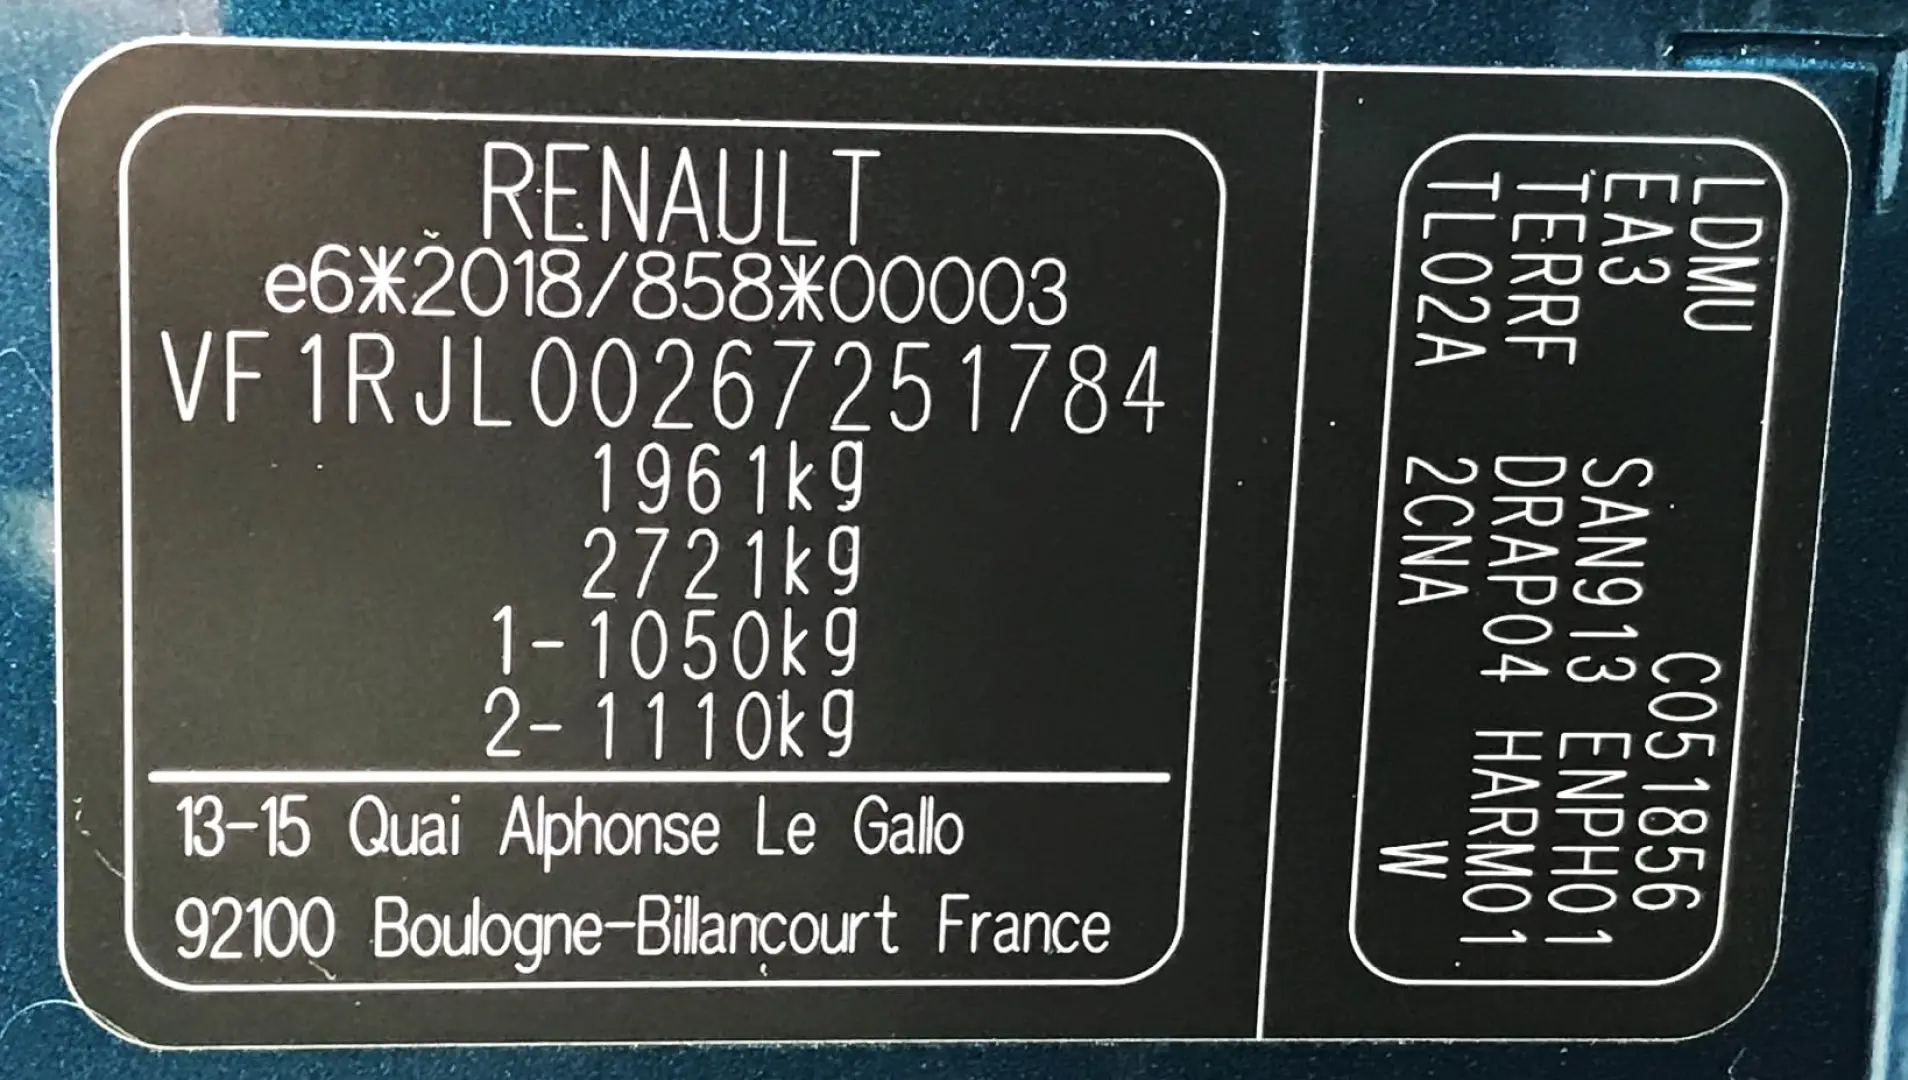 RENAULT
e6*2018/858*00003
VF1RJL00267251784
1961kg
2721kg
1-1050kg
2-1110kg
13-15 Quai Alphonse Le Gallo
92100 Boulogne-Billancourt France
LDMU C051856
EA3 SAN913 ENPH01
TERRF DRAP04 HARM01
TL02A 2CNA W